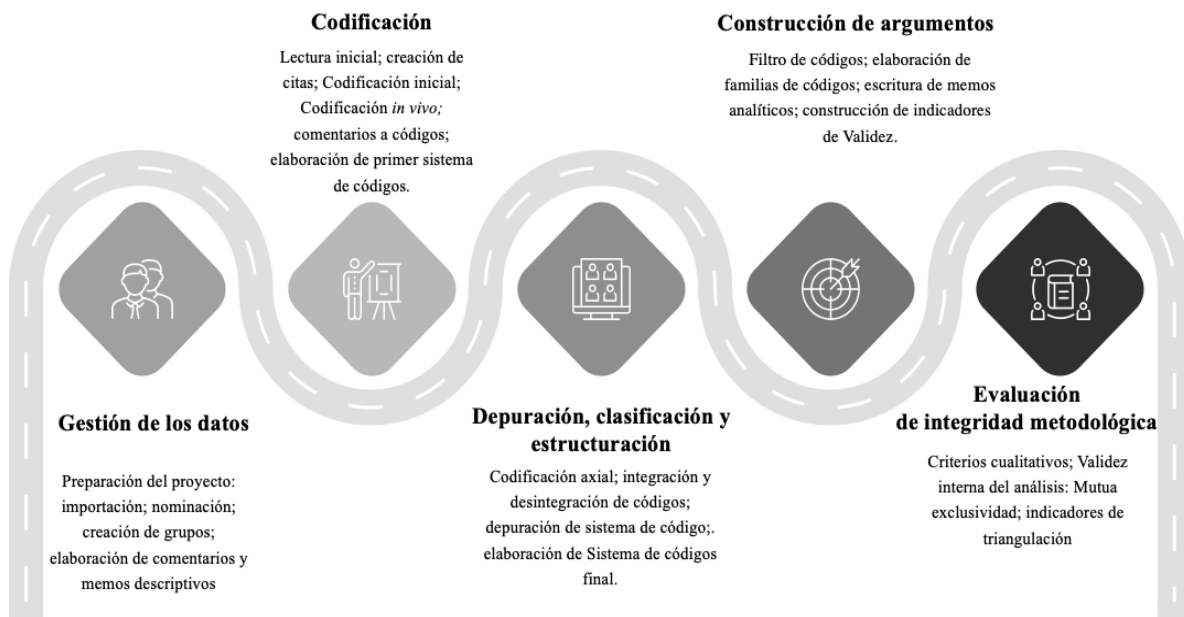 Codificación
Lectura inicial; creación de
citas; Codificación inicial;
Codificación in vivo;
comentarios a códigos;
elaboración de primer sistema
de códigos.
Construcción de argumentos
Filtro de códigos; elaboración de
familias de códigos; escritura de memos
analíticos; construcción de indicadores
de Validez.
Gestión de los datos
Preparación del proyecto:
importación; nominación;
creación de grupos;
elaboración de comentarios y
memos descriptivos
Depuración, clasificación y
estructuración
Codificación axial; integración y
desintegración de códigos;
depuración de sistema de código;.
elaboración de Sistema de códigos
final.
Evaluación
de integridad metodológica
Criterios cualitativos; Validez
interna del análisis: Mutua
exclusividad; indicadores de
triangulación